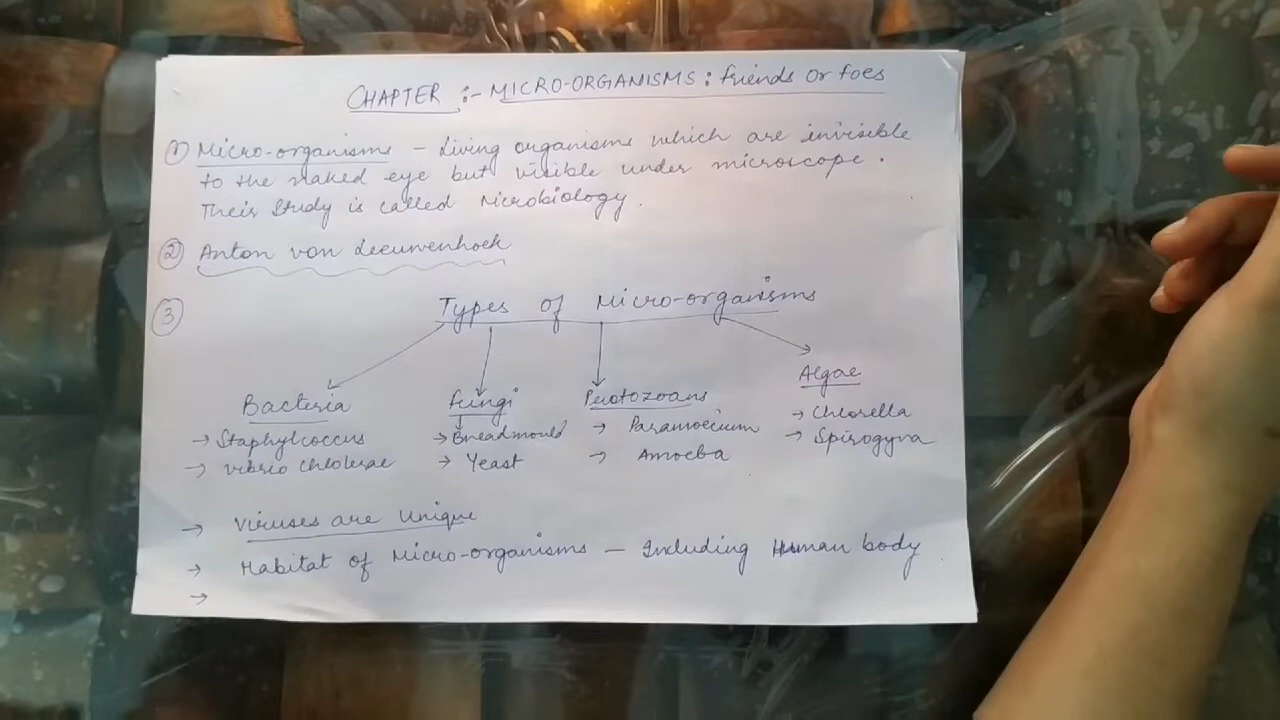 CHAPTER :- MICRO-ORGANISMS : Friends Or Foes
① Micro-organisms - Living organisms which are invisible
to the naked eye but visible under microscope.
Their Study is called Microbiology.
② Anton von Leeuwenhoek
③ Types of Micro-organisms
Bacteria
→ Staphylcoccus
→ Vibrio Chlolerae
Fungi
→ Breadmould
→ Yeast
Protozoans
→ Paramoecium
→ Amoeba
Algae
→ Chlorella
→ Spirogyra
→ Viruses are Unique
→ Habitat of Micro-organisms - Including Human body
→